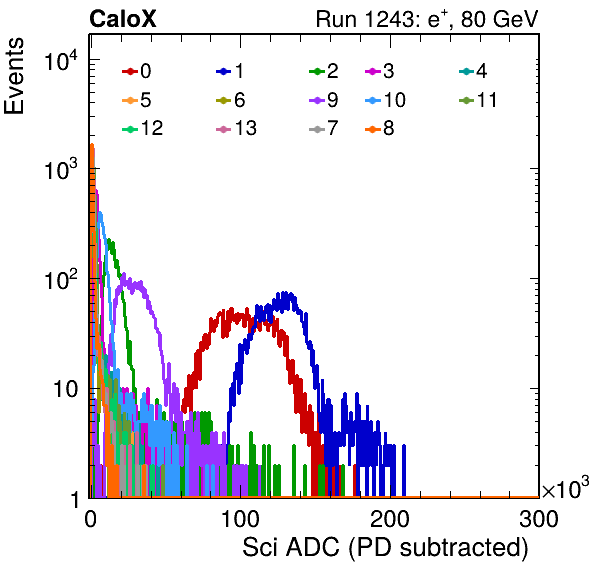 CaloX Run 1243: e⁺, 80 GeV
Events
10⁴
10³
10²
10
1
0 1 2 3 4
5 6 9 10 11
12 13 7 8
0 100 200 300
×10³
Sci ADC (PD subtracted)